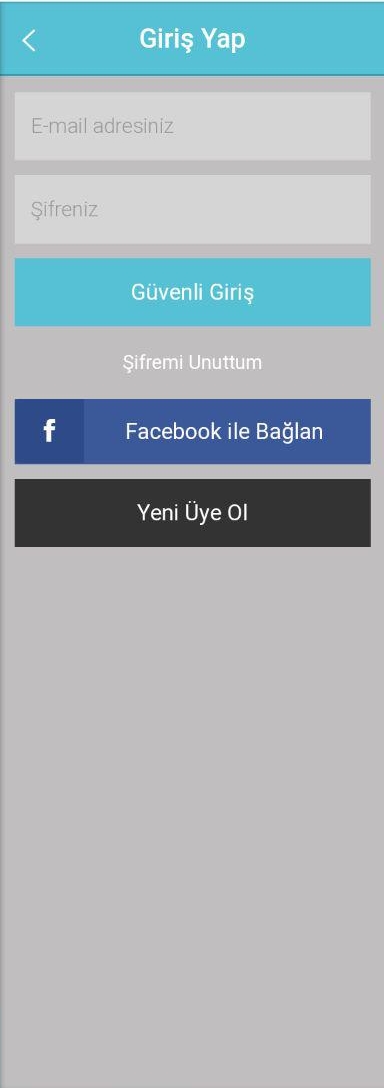 Giriş Yap
E-mail adresiniz
Şifreniz
Güvenli Giriş
Şifremi Unuttum
f Facebook ile Bağlan
Yeni Üye Ol